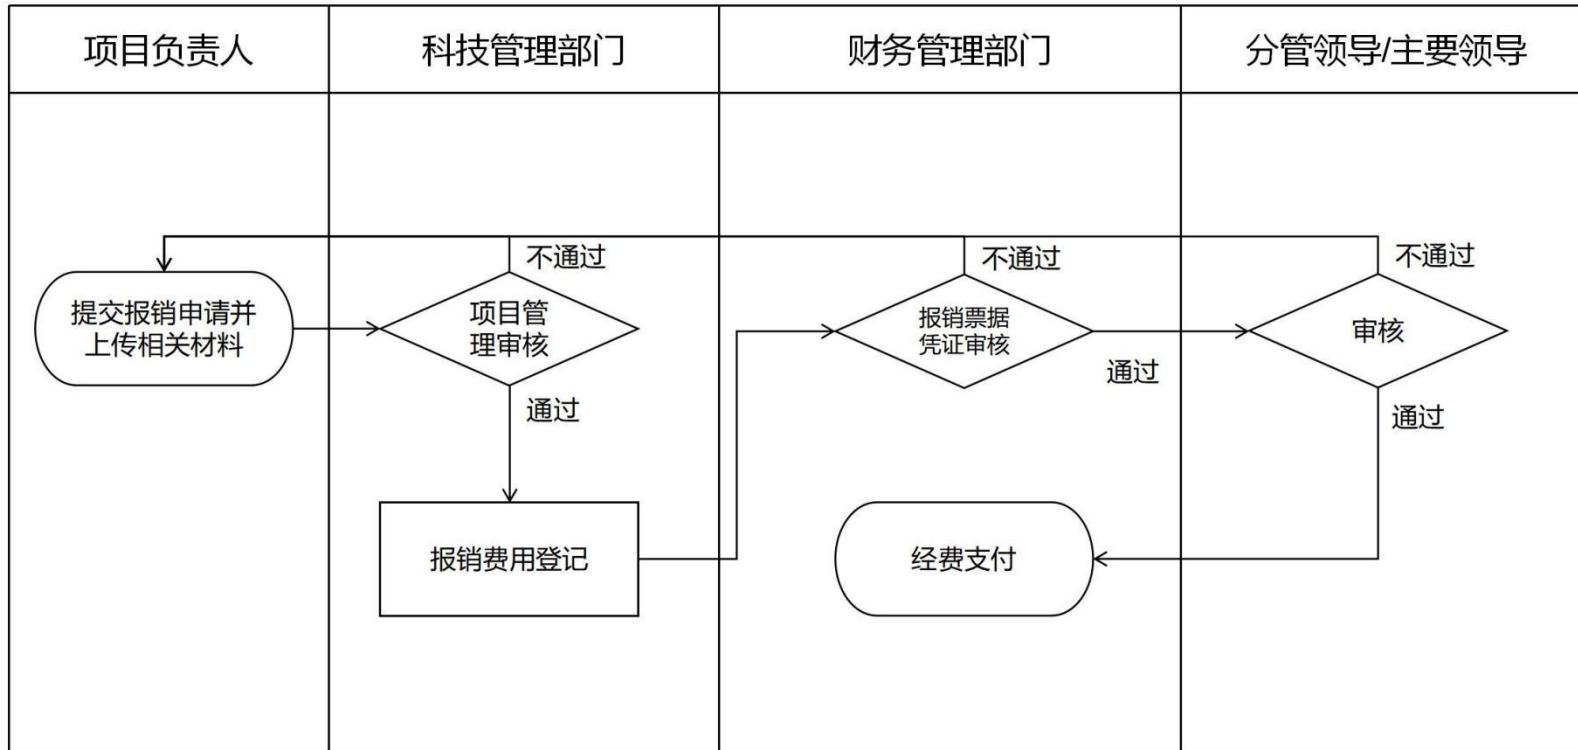 项目负责人
科技管理部门
财务管理部门
分管领导/主要领导
不通过
不通过
不通过
提交报销申请并
上传相关材料
项目管
理审核
报销票据
凭证审核
审核
通过
通过
通过
报销费用登记
经费支付